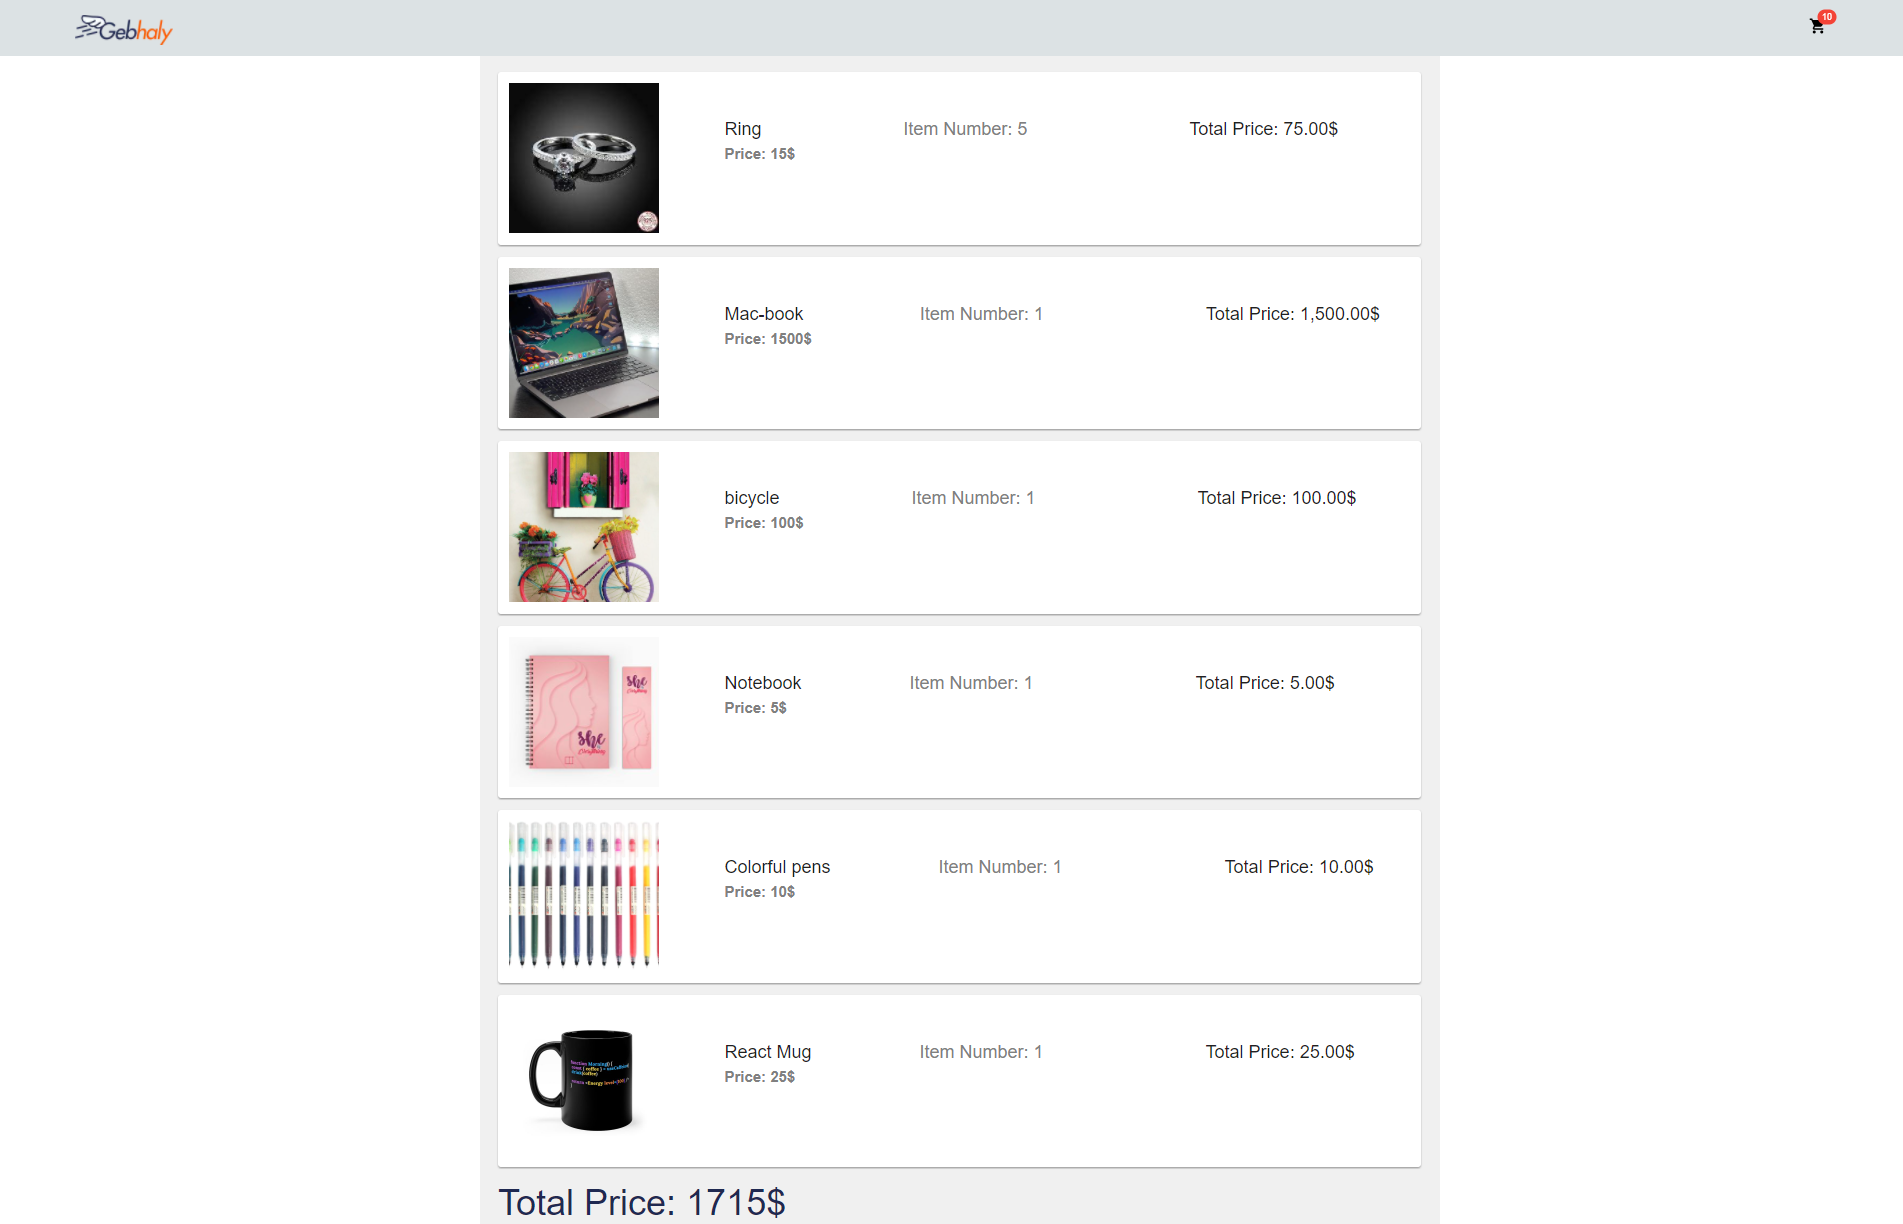 Gebhaly
10
Ring
Item Number: 5
Total Price: 75.00$
Price: 15$
Mac-book
Item Number: 1
Total Price: 1,500.00$
Price: 1500$
bicycle
Item Number: 1
Total Price: 100.00$
Price: 100$
Notebook
Item Number: 1
Total Price: 5.00$
Price: 5$
she
she
Colorful pens
Item Number: 1
Total Price: 10.00$
Price: 10$
React Mug
Item Number: 1
Total Price: 25.00$
Price: 25$
Total Price: 1715$